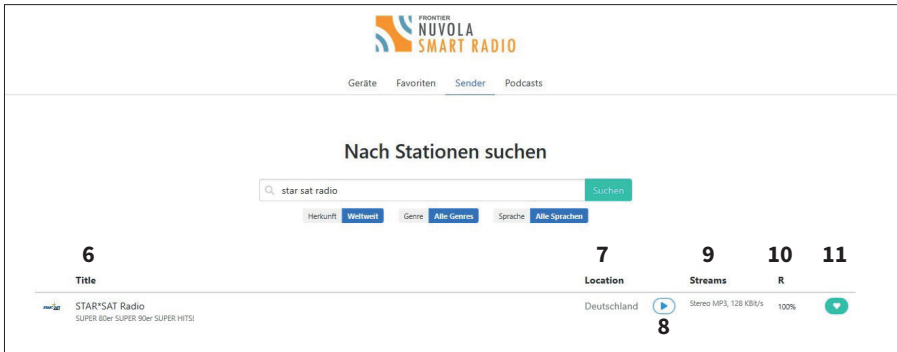 FRONTIER
NUVOLA
SMART RADIO
Geräte Favoriten Sender Podcasts
Nach Stationen suchen
star sat radio Suchen
Herkunft Weltweit Genre Alle Genres Sprache Alle Sprachen
6 7 9 10 11
Title Location Streams R
STAR*SAT Radio Deutschland Stereo MP3, 128 KBit/s 100%
SUPER 80er SUPER 90er SUPER HITS!
8